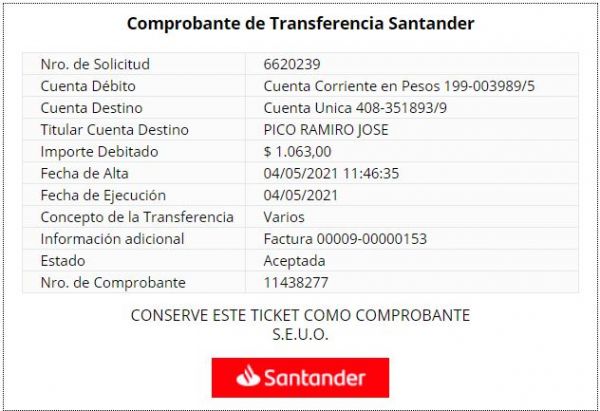 Comprobante de Transferencia Santander
Nro. de Solicitud 6620239
Cuenta Débito Cuenta Corriente en Pesos 199-003989/5
Cuenta Destino Cuenta Unica 408-351893/9
Titular Cuenta Destino PICO RAMIRO JOSE
Importe Debitado $ 1.063,00
Fecha de Alta 04/05/2021 11:46:35
Fecha de Ejecución 04/05/2021
Concepto de la Transferencia Varios
Información adicional Factura 00009-00000153
Estado Aceptada
Nro. de Comprobante 11438277
CONSERVE ESTE TICKET COMO COMPROBANTE
S.E.U.O.
Santander